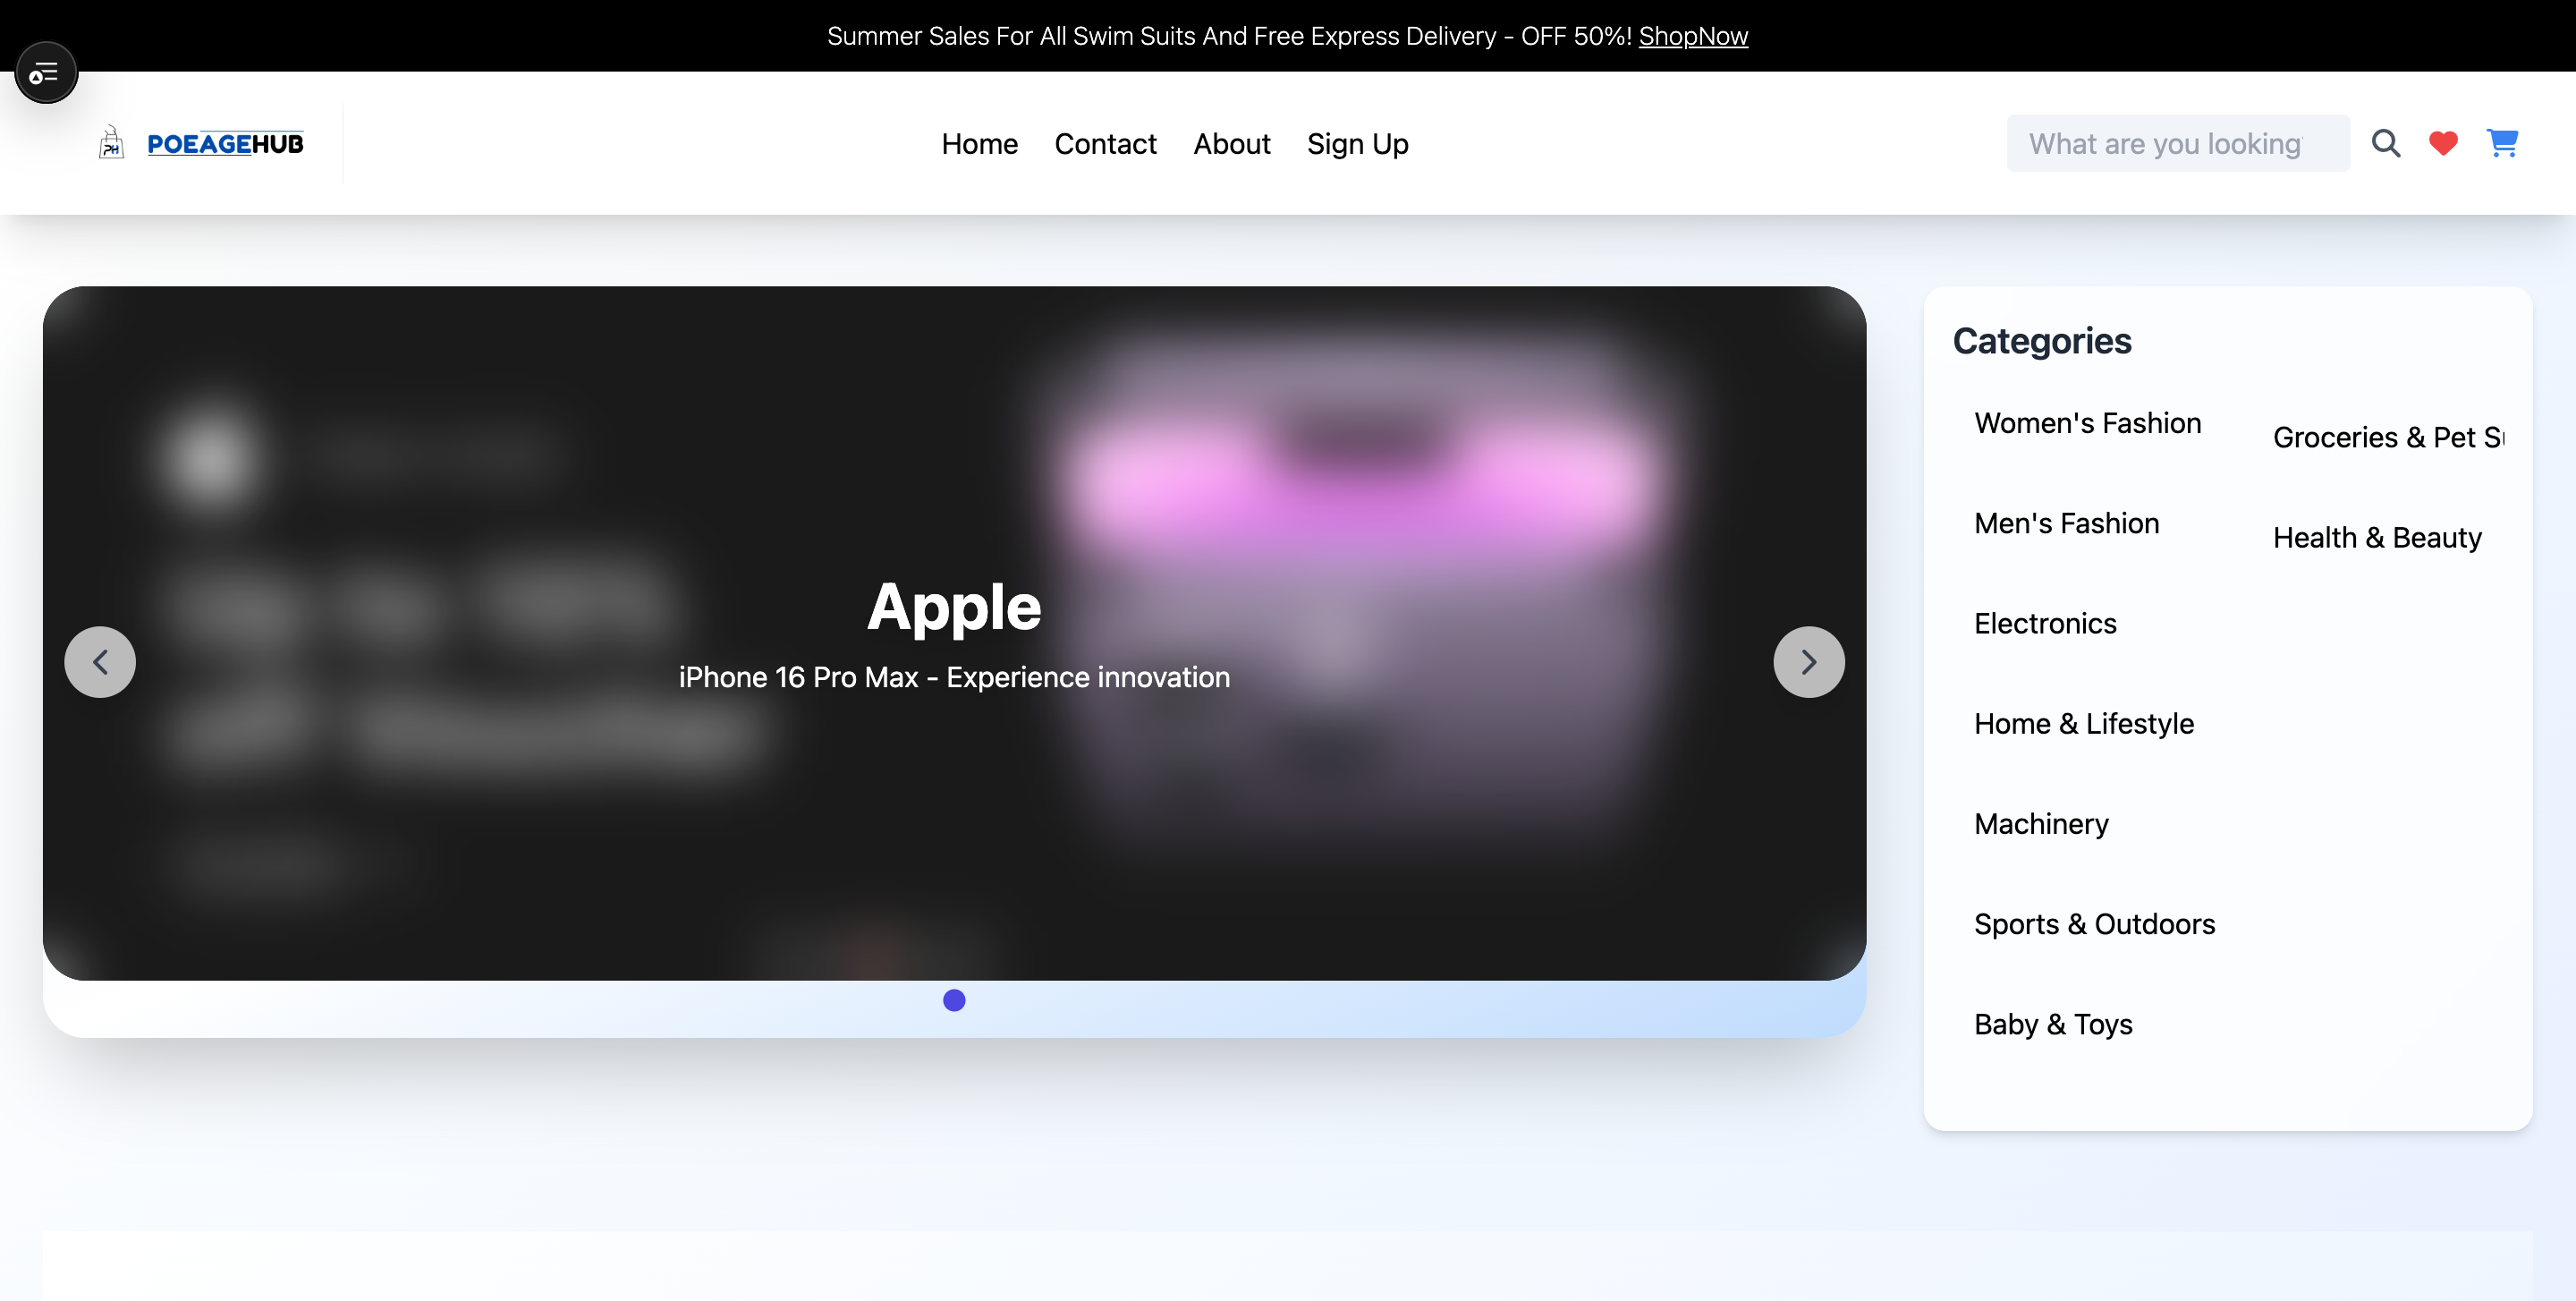 Summer Sales For All Swim Suits And Free Express Delivery - OFF 50%! ShopNow
PH
POEAGEHUB
Home Contact About Sign Up
What are you looking
Apple
iPhone 16 Pro Max - Experience innovation
Categories
Women's Fashion
Men's Fashion
Electronics
Home & Lifestyle
Machinery
Sports & Outdoors
Baby & Toys
Groceries & Pet
Health & Beauty